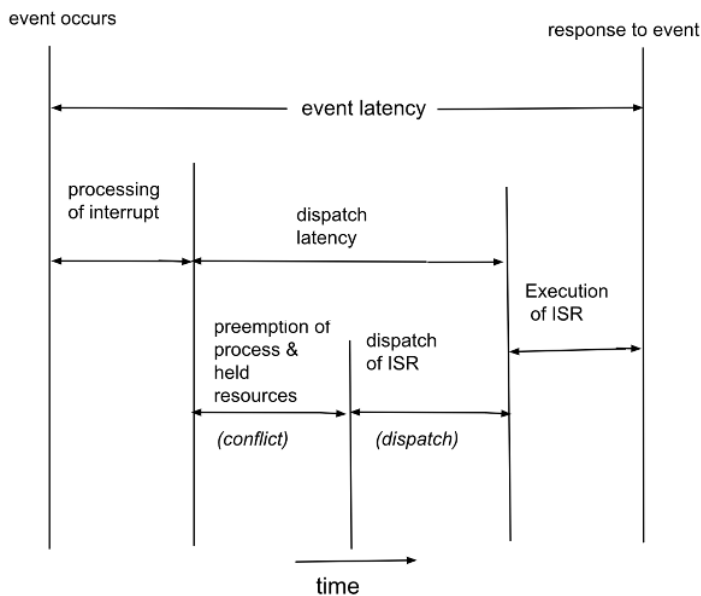 event occurs
response to event
event latency
processing
of interrupt
dispatch
latency
Execution
of ISR
preemption of
process &
held
resources
dispatch
of ISR
(conflict)
(dispatch)
time